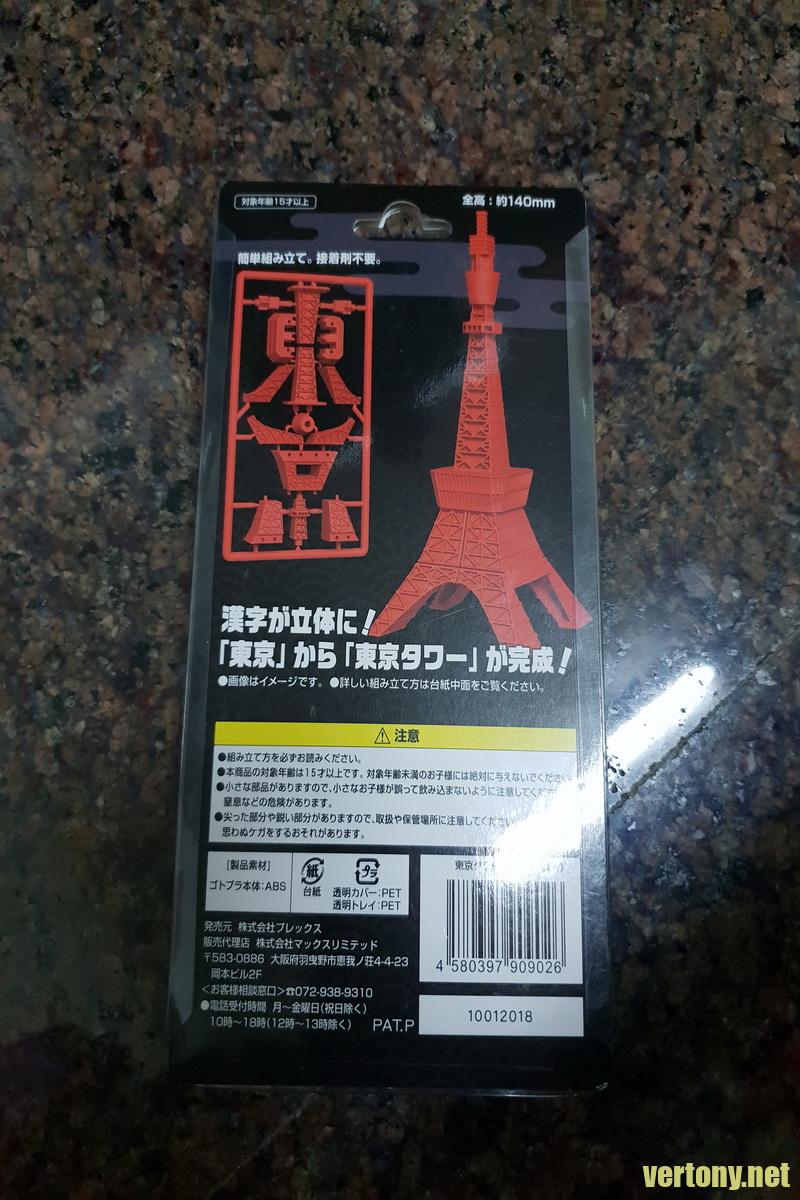 対象年齢15才以上
全高：約140mm
簡単組み立て。接着剤不要。
漢字が立体に！
「東京」から「東京タワー」が完成！
●画像はイメージです。 ●詳しい組み立て方は台紙中面をご覧ください。
注意
●組み立て方を必ずお読みください。
●本商品の対象年齢は15才以上です。対象年齢未満のお子様には絶対に与えないでください
●小さな部品がありますので、小さなお子様が誤って飲み込まないように注意してくだ
窒息などの危険があります。
●尖った部分や鋭い部分がありますので、取扱や保管場所に注意してくださ
思わぬケガをするおそれがあります。
［製品素材］
ゴトプラ本体：ABS
紙
台紙
プラ
透明カバー：PET
透明トレイ：PET
東京
4 580397 909026
発売元 株式会社プレックス
販売代理店 株式会社マックスリミテッド
〒583-0886 大阪府羽曳野市恵我ノ荘4-4-23
岡本ビル2F
＜お客様相談窓口＞☎072-938-9310
●電話受付時間 月～金曜日（祝日除く）
10時～18時（12時～13時除く）
PAT.P
10012018
vertony.net